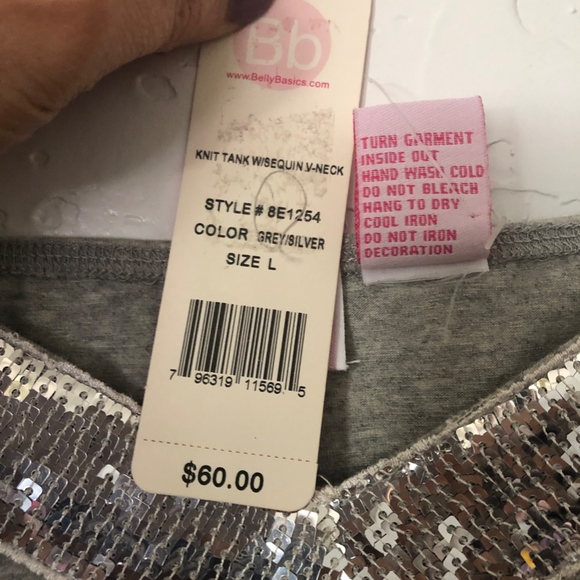 Bb
www.BellyBasics.com
KNIT TANK W/SEQUIN V-NECK
STYLE # 8E1254
COLOR GREY/SILVER
SIZE L
7 96319 11569 5
$60.00
TURN GARMENT
INSIDE OUT
HAND WASH COLD
DO NOT BLEACH
HANG TO DRY
COOL IRON
DO NOT IRON
DECORATION